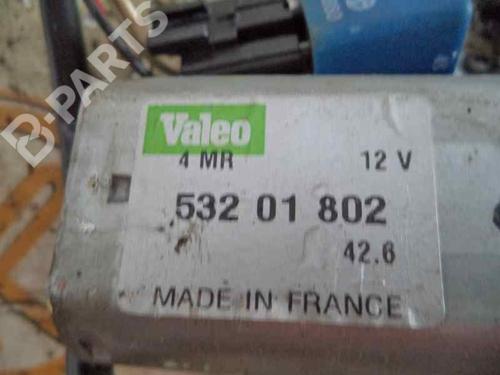 B-PARTS
Valeo
4 MR 12 V
532 01 802
42.6
MADE IN FRANCE